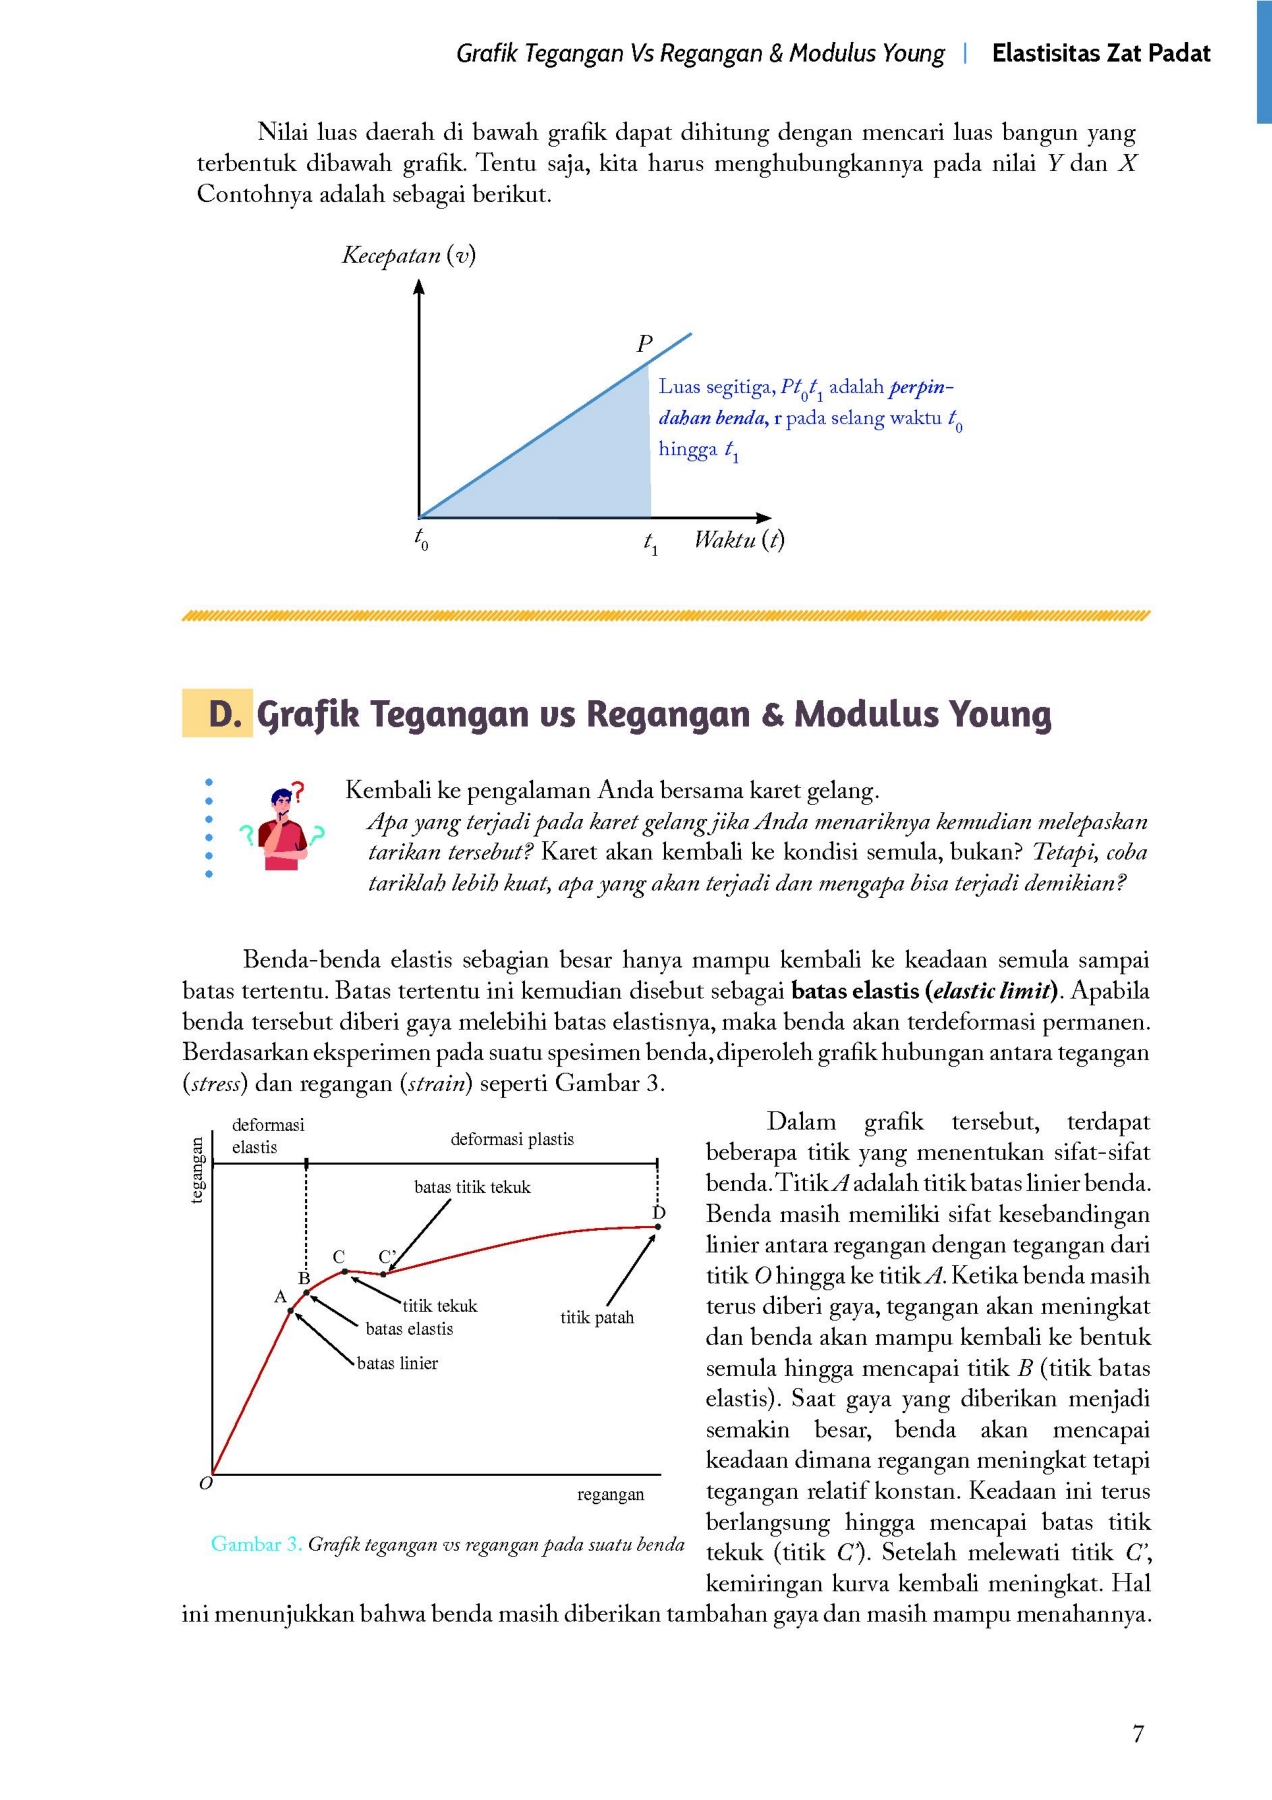 Grafik Tegangan Vs Regangan & Modulus Young | Elastisitas Zat Padat
Nilai luas daerah di bawah grafik dapat dihitung dengan mencari luas bangun yang
terbentuk dibawah grafik. Tentu saja, kita harus menghubungkannya pada nilai Y dan X
Contohnya adalah sebagai berikut.
Kecepatan (v)
P
Luas segitiga, Pt₀t₁ adalah perpin-
dahan benda, r pada selang waktu t₀
hingga t₁
t₀
t₁
Waktu (t)
D. Grafik Tegangan vs Regangan & Modulus Young
? ? ?
Kembali ke pengalaman Anda bersama karet gelang.
Apa yang terjadi pada karet gelang jika Anda menariknya kemudian melepaskan
tarikan tersebut? Karet akan kembali ke kondisi semula, bukan? Tetapi, coba
tariklah lebih kuat, apa yang akan terjadi dan mengapa bisa terjadi demikian?
Benda-benda elastis sebagian besar hanya mampu kembali ke keadaan semula sampai
batas tertentu. Batas tertentu ini kemudian disebut sebagai batas elastis (elastic limit). Apabila
benda tersebut diberi gaya melebihi batas elastisnya, maka benda akan terdeformasi permanen.
Berdasarkan eksperimen pada suatu spesimen benda, diperoleh grafik hubungan antara tegangan
(stress) dan regangan (strain) seperti Gambar 3.
tegangan
deformasi
elastis
deformasi plastis
batas titik tekuk
D
C
C'
B
A
titik tekuk
batas elastis
titik patah
batas linier
O
regangan
Gambar 3. Grafik tegangan vs regangan pada suatu benda
Dalam grafik tersebut, terdapat
beberapa titik yang menentukan sifat-sifat
benda. Titik A adalah titik batas linier benda.
Benda masih memiliki sifat kesebandingan
linier antara regangan dengan tegangan dari
titik O hingga ke titik A. Ketika benda masih
terus diberi gaya, tegangan akan meningkat
dan benda akan mampu kembali ke bentuk
semula hingga mencapai titik B (titik batas
elastis). Saat gaya yang diberikan menjadi
semakin besar, benda akan mencapai
keadaan dimana regangan meningkat tetapi
tegangan relatif konstan. Keadaan ini terus
berlangsung hingga mencapai batas titik
tekuk (titik C'). Setelah melewati titik C',
kemiringan kurva kembali meningkat. Hal
ini menunjukkan bahwa benda masih diberikan tambahan gaya dan masih mampu menahannya.
7